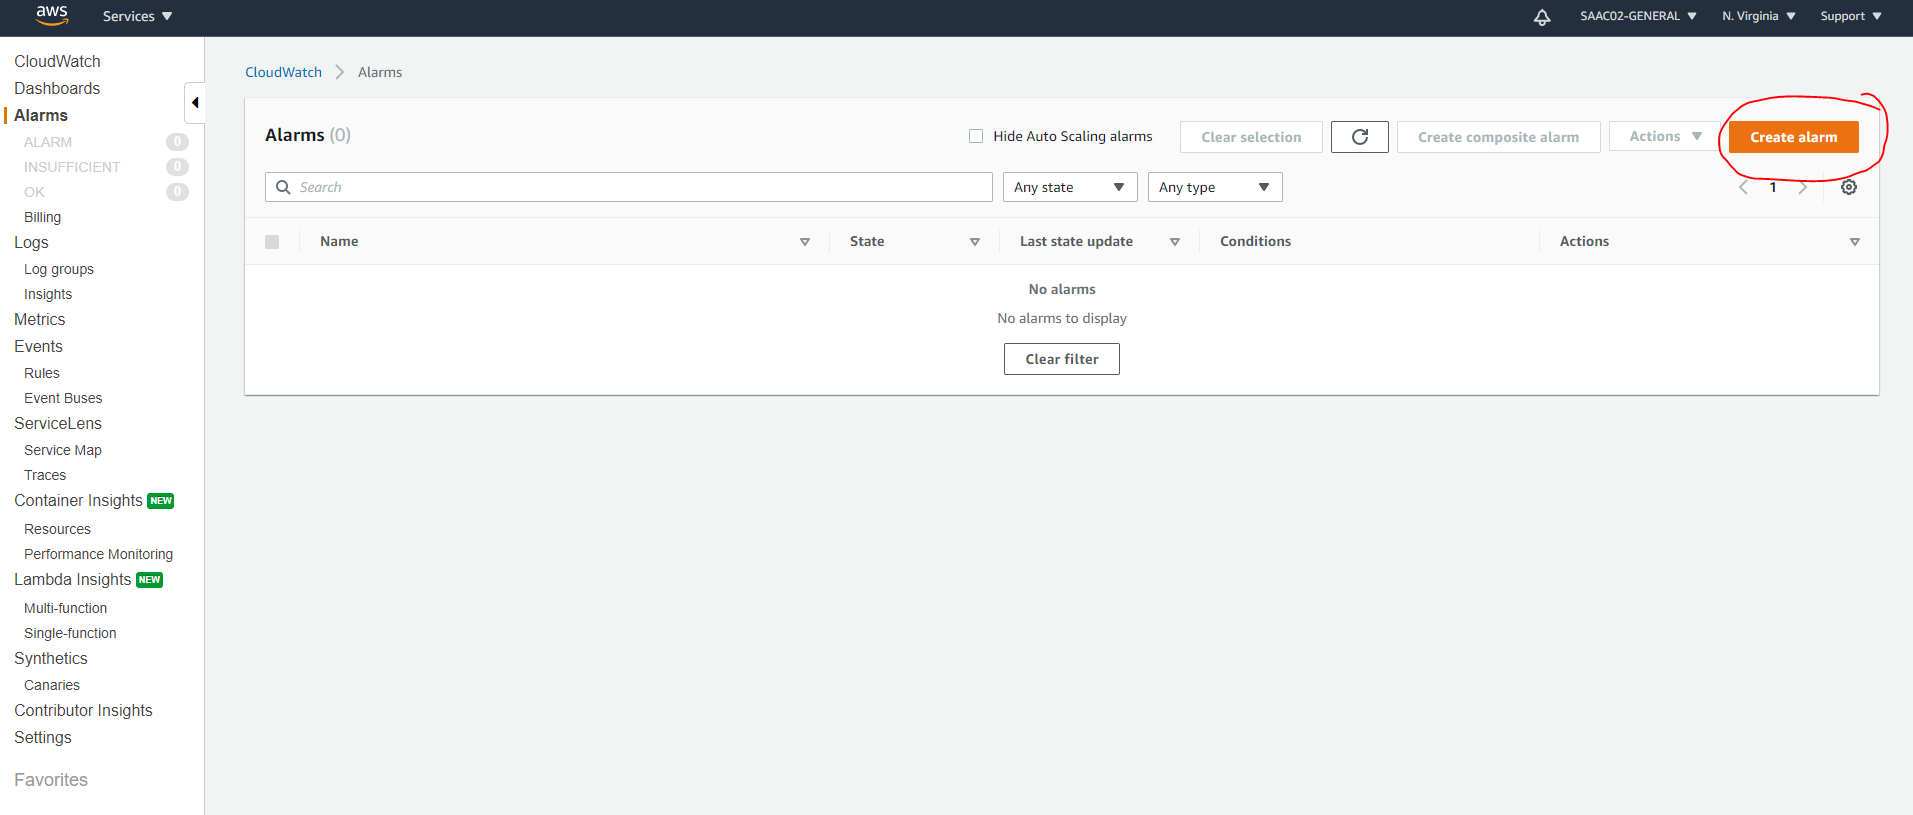 aws Services SAAC02-GENERAL N. Virginia Support
CloudWatch
Dashboards
Alarms
ALARM 0
INSUFFICIENT 0
OK 0
Billing
Logs
Log groups
Insights
Metrics
Events
Rules
Event Buses
ServiceLens
Service Map
Traces
Container Insights NEW
Resources
Performance Monitoring
Lambda Insights NEW
Multi-function
Single-function
Synthetics
Canaries
Contributor Insights
Settings
Favorites
CloudWatch > Alarms
Alarms (0) Hide Auto Scaling alarms Clear selection Create composite alarm Actions Create alarm
Search Any state Any type 1
Name State Last state update Conditions Actions
No alarms
No alarms to display
Clear filter